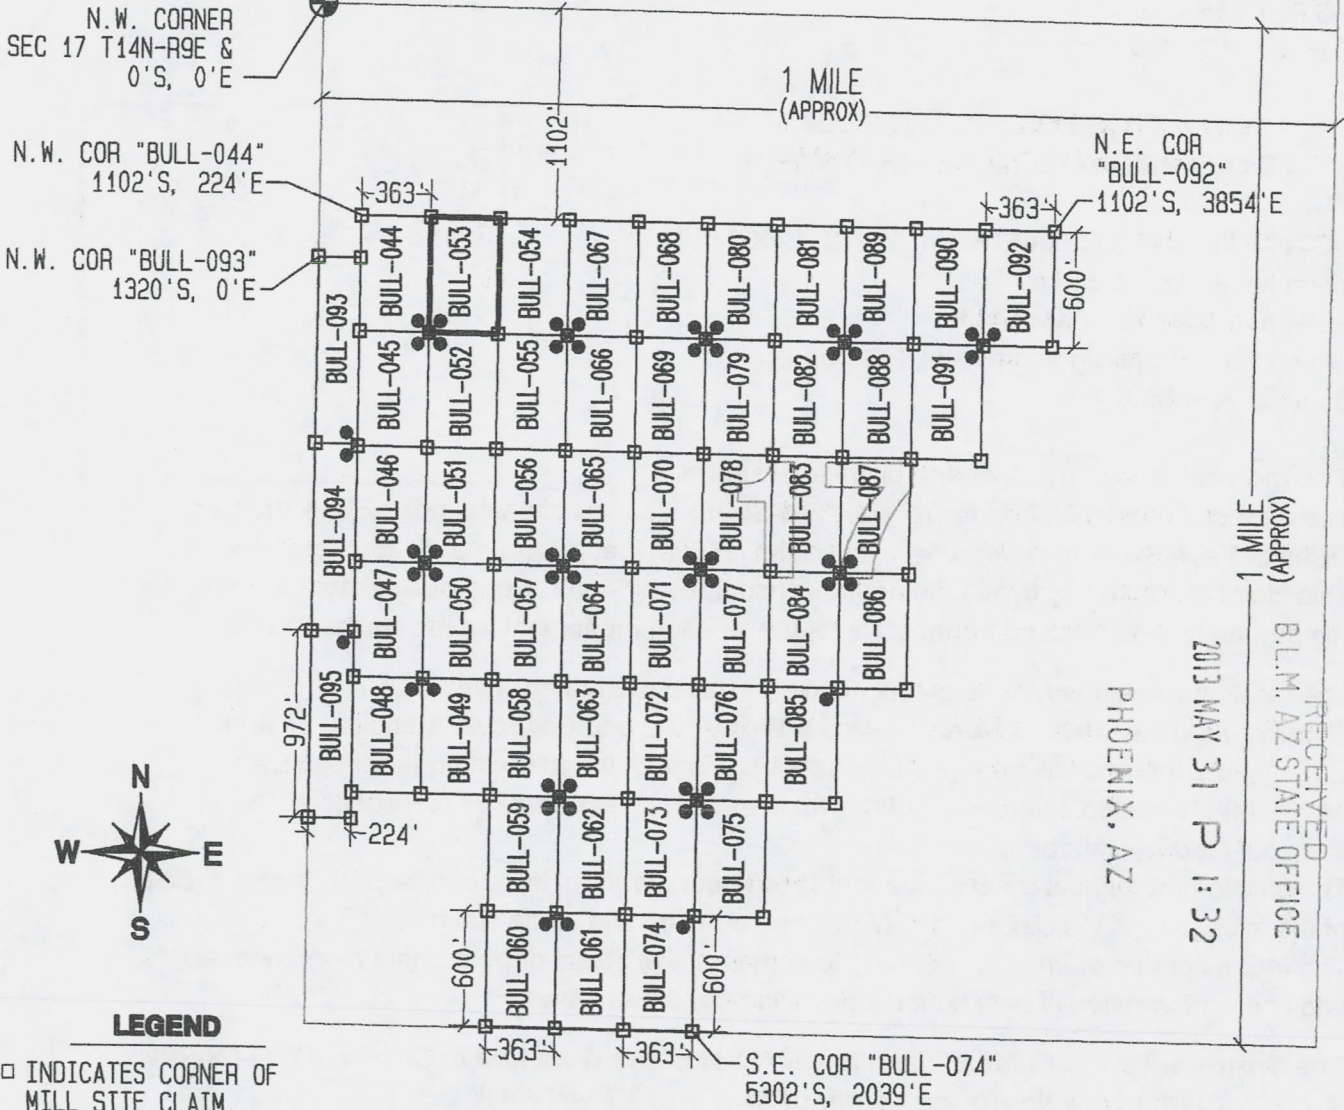 N.W. CORNER
SEC 17 T14N-R9E &
0'S, 0'E
1 MILE
(APPROX)
1102'
N.W. COR "BULL-044"
1102'S, 224'E
363'
N.E. COR
"BULL-092"
1102'S, 3854'E
363'
N.W. COR "BULL-093"
1320'S, 0'E
600'
BULL-044
BULL-053
BULL-054
BULL-067
BULL-068
BULL-080
BULL-081
BULL-089
BULL-090
BULL-092
BULL-093
BULL-045
BULL-052
BULL-055
BULL-066
BULL-069
BULL-079
BULL-082
BULL-088
BULL-091
BULL-094
BULL-046
BULL-051
BULL-056
BULL-065
BULL-070
BULL-078
BULL-083
BULL-087
BULL-047
BULL-050
BULL-057
BULL-064
BULL-071
BULL-077
BULL-084
BULL-086
BULL-095
BULL-048
BULL-049
BULL-058
BULL-063
BULL-072
BULL-076
BULL-085
BULL-059
BULL-062
BULL-073
BULL-075
BULL-060
BULL-061
BULL-074
1 MILE
(APPROX)
RECEIVED
B.L.M. AZ STATE OFFICE
2013 MAY 31 P 1:32
PHOENIX, AZ
972'
224'
600'
600'
363'
363'
S.E. COR "BULL-074"
5302'S, 2039'E
N
W
E
S
LEGEND
INDICATES CORNER OF
MILL SITE CLAIM